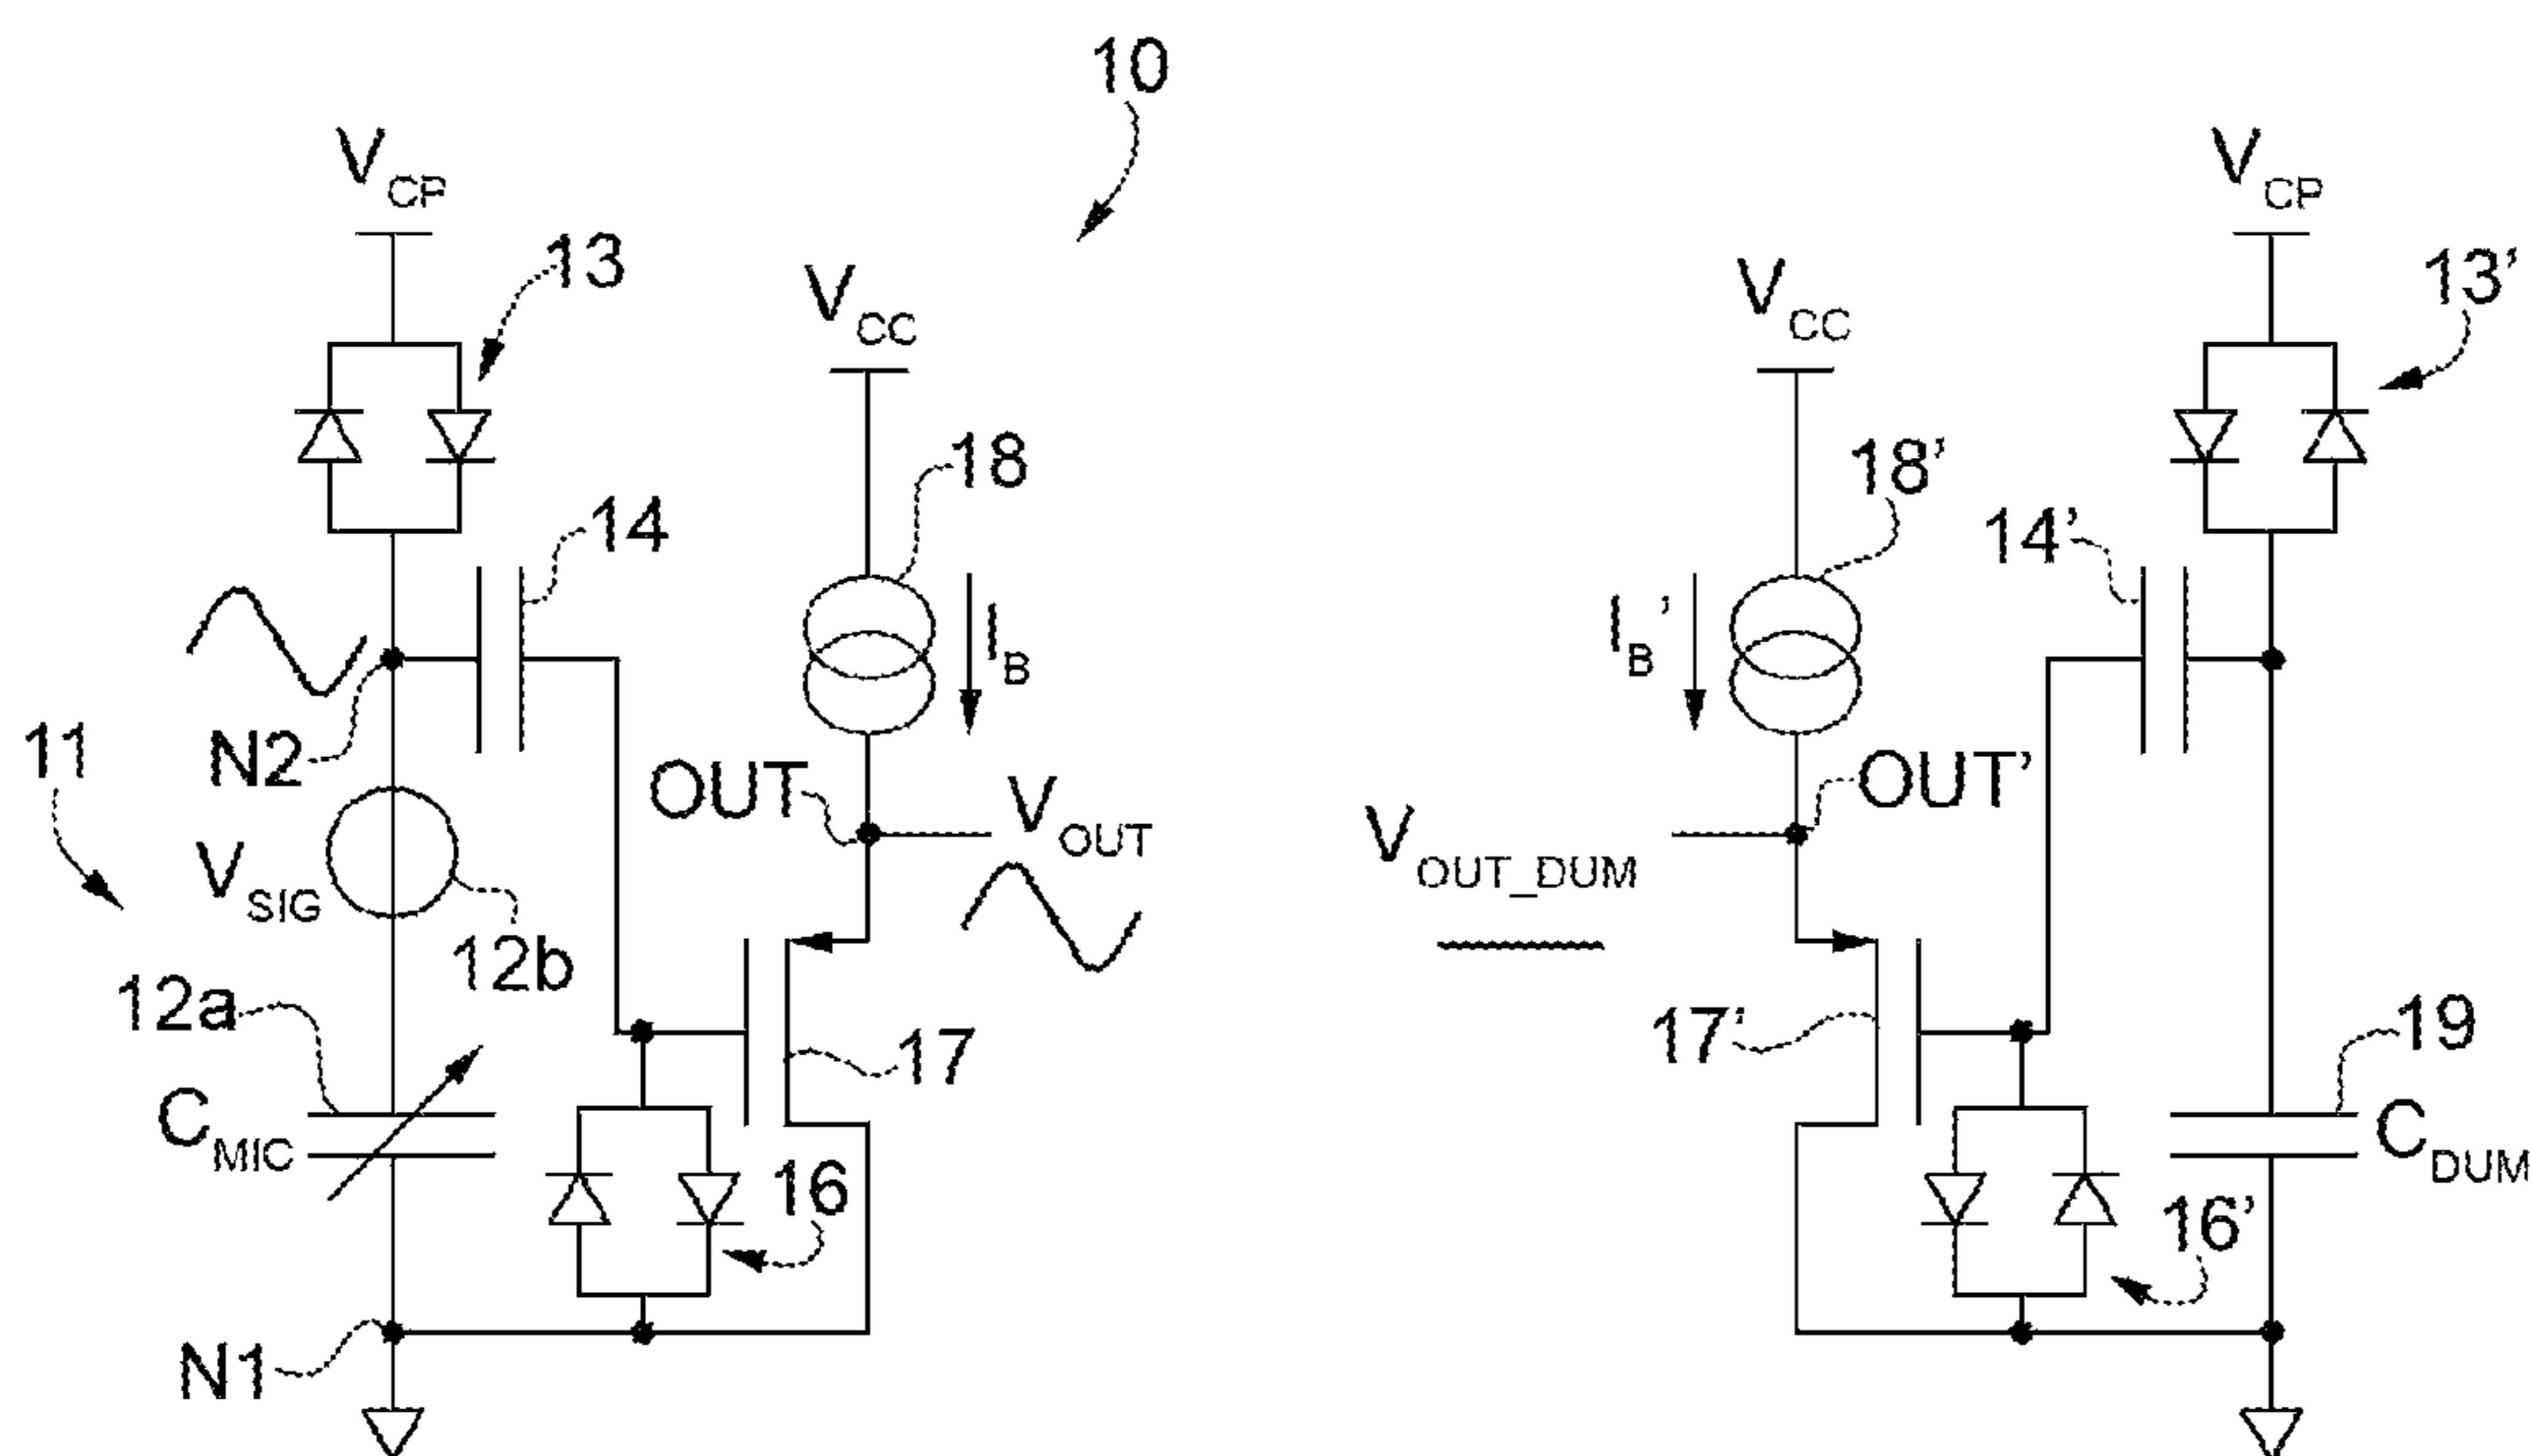 10
V_CP
V_CP
13
13'
V_CC
V_CC
18
18'
14
14'
I_B
I_B'
N2
11
OUT
OUT'
V_OUT
V_OUT_DUM
V_SIG
12b
12a
17
17'
19
C_MIC
C_DUM
16
16'
N1